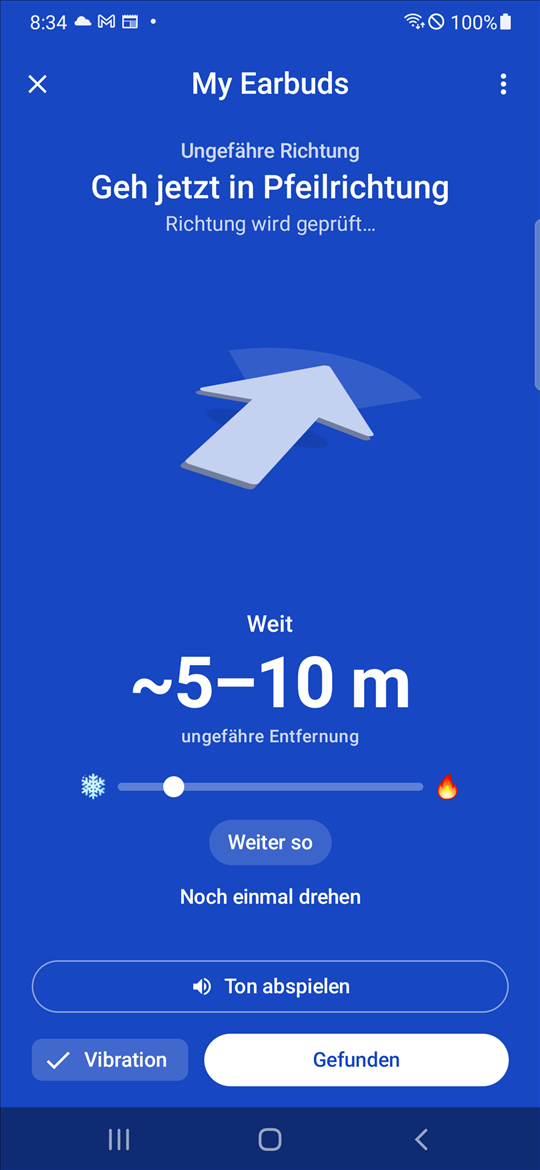 8:34
100%
My Earbuds
Ungefähre Richtung
Geh jetzt in Pfeilrichtung
Richtung wird geprüft…
Weit
~5–10 m
ungefähre Entfernung
Weiter so
Noch einmal drehen
Ton abspielen
Vibration
Gefunden